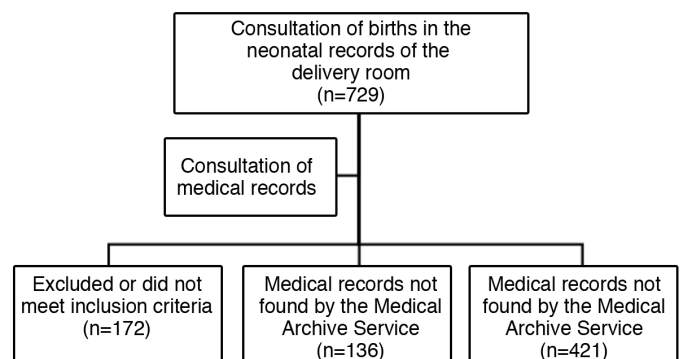 Consultation of births in the
neonatal records of the
delivery room
(n=729)
Consultation of
medical records
Excluded or did not
meet inclusion criteria
(n=172)
Medical records not
found by the Medical
Archive Service
(n=136)
Medical records not
found by the Medical
Archive Service
(n=421)